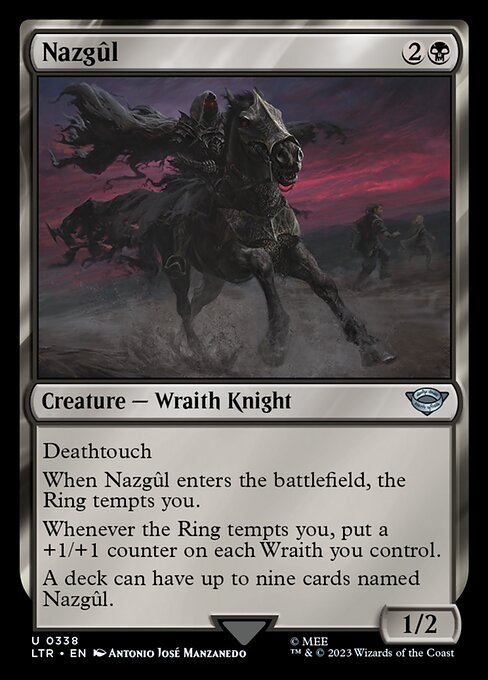 Nazgûl 2
Creature — Wraith Knight
Deathtouch
When Nazgûl enters the battlefield, the
Ring tempts you.
Whenever the Ring tempts you, put a
+1/+1 counter on each Wraith you control.
A deck can have up to nine cards named
Nazgûl.
1/2
U 0338
LTR • EN Antonio José Manzanedo
© MEE
™ & © 2023 Wizards of the Coast